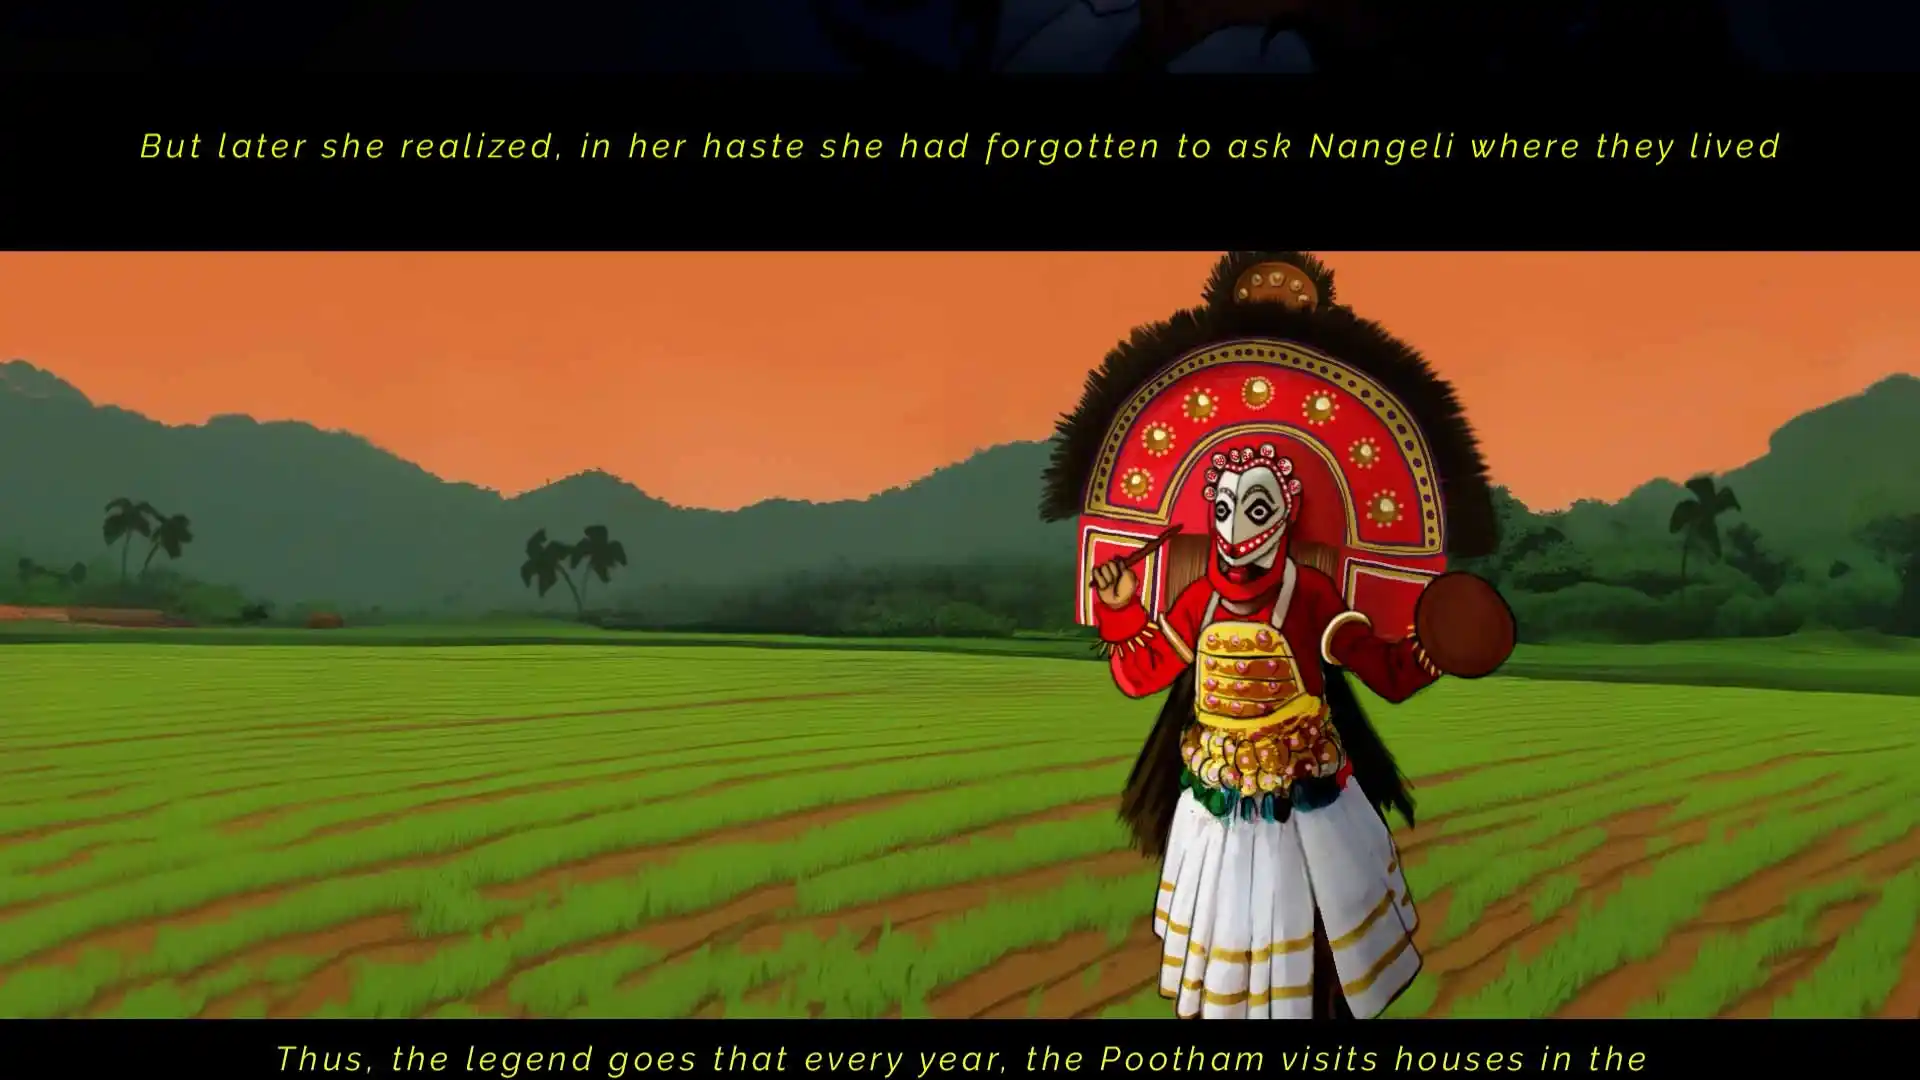 But later she realized, in her haste she had forgotten to ask Nangeli where they lived
Thus, the legend goes that every year, the Pootham visits houses in the